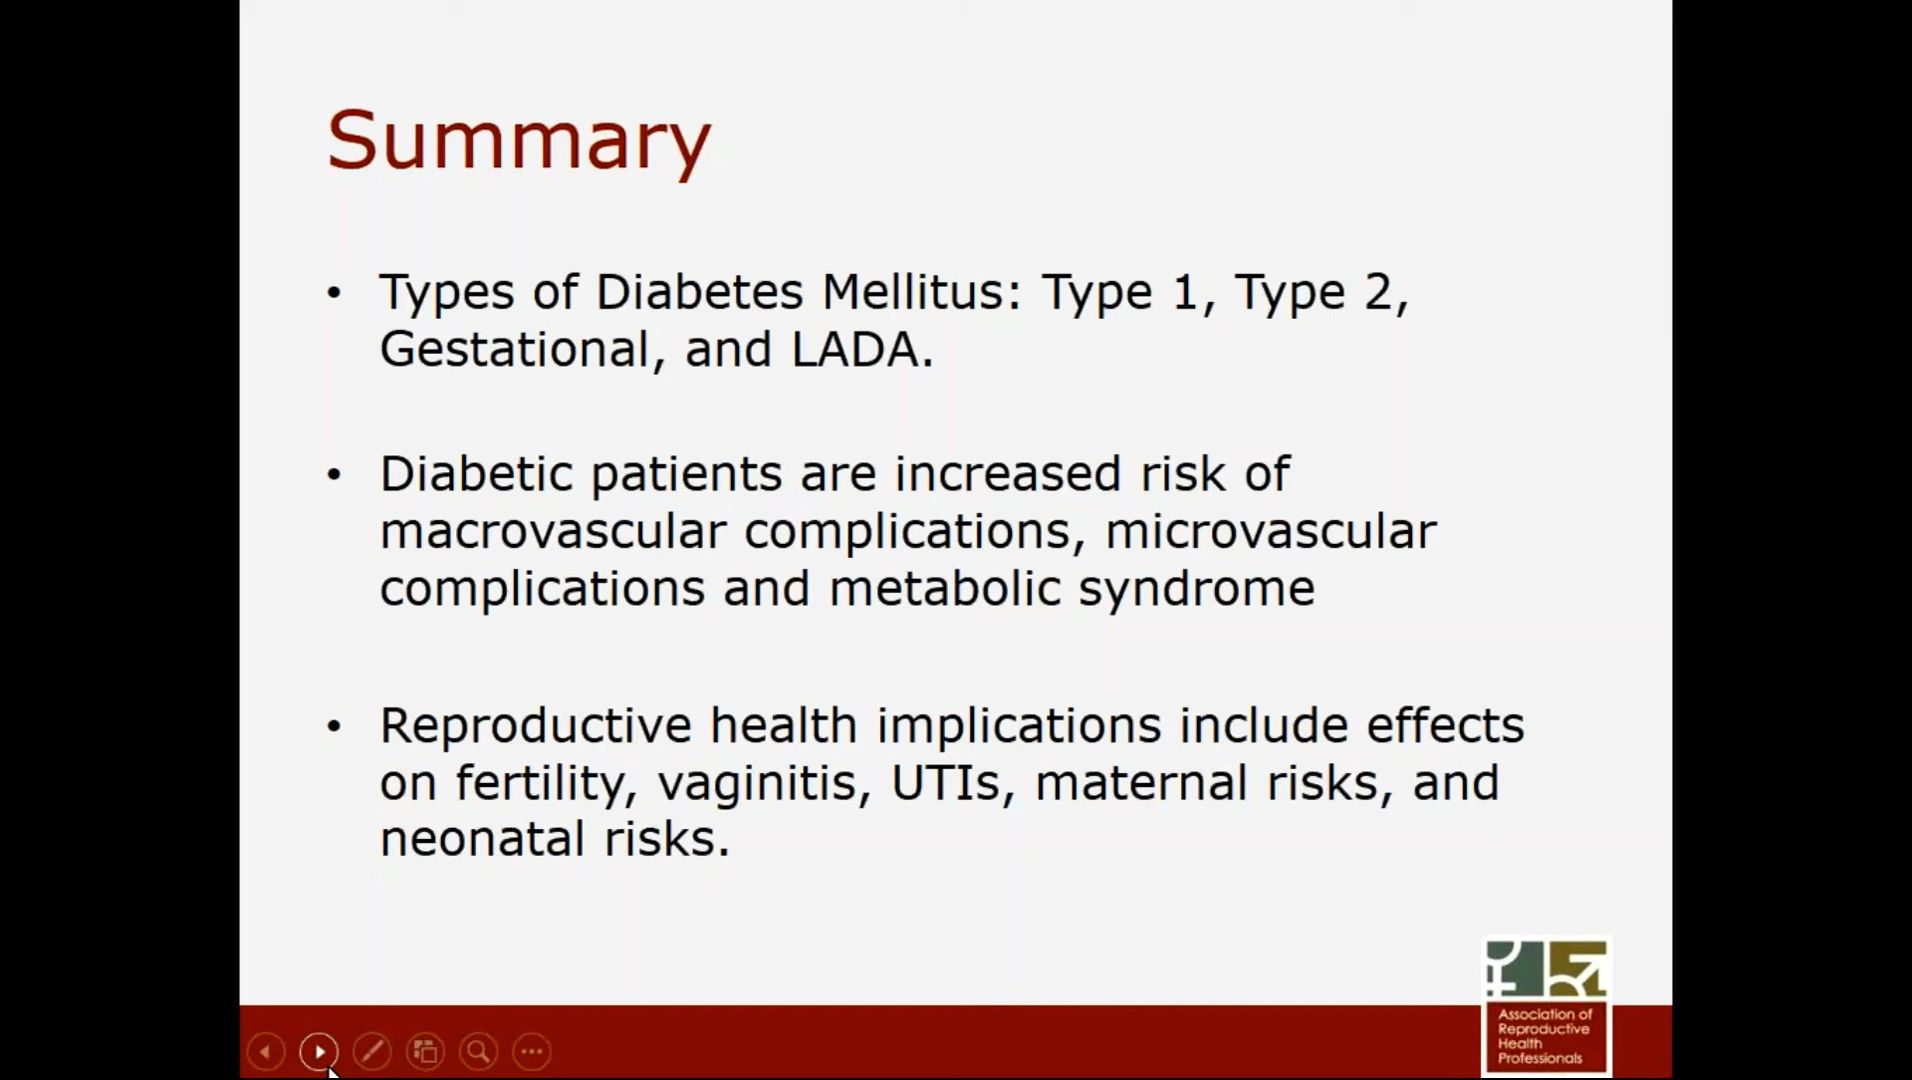 Summary
• Types of Diabetes Mellitus: Type 1, Type 2,
Gestational, and LADA.
• Diabetic patients are increased risk of
macrovascular complications, microvascular
complications and metabolic syndrome
• Reproductive health implications include effects
on fertility, vaginitis, UTIs, maternal risks, and
neonatal risks.
Association of
Reproductive
Health
Professionals